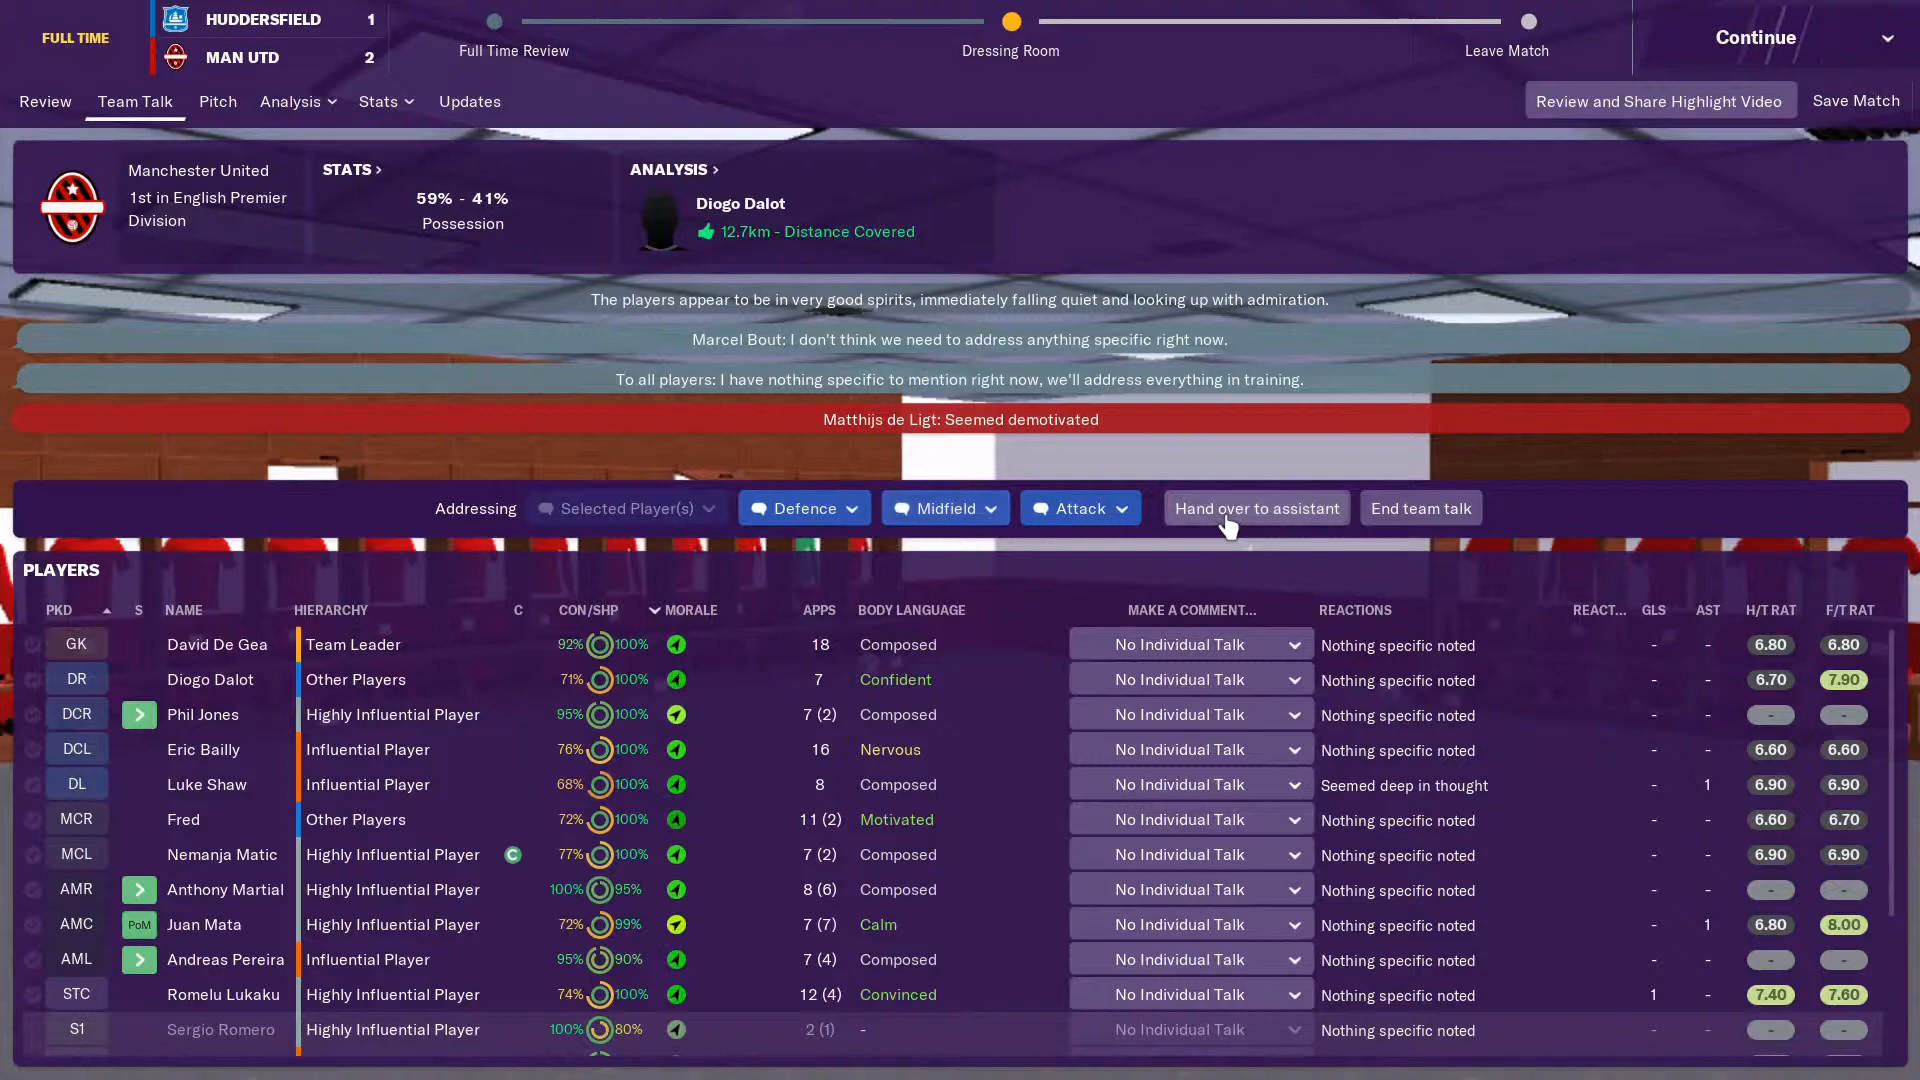 FULL TIME
HUDDERSFIELD 1
MAN UTD 2
Full Time Review
Dressing Room
Leave Match
Continue
Review Team Talk Pitch Analysis Stats Updates
Review and Share Highlight Video Save Match
Manchester United
1st in English Premier
Division
STATS >
59% - 41%
Possession
ANALYSIS >
Diogo Dalot
12.7km - Distance Covered
The players appear to be in very good spirits, immediately falling quiet and looking up with admiration.
Marcel Bout: I don't think we need to address anything specific right now.
To all players: I have nothing specific to mention right now, we'll address everything in training.
Matthijs de Ligt: Seemed demotivated
Addressing Selected Player(s) Defence Midfield Attack Hand over to assistant End team talk
PLAYERS
PKD S NAME HIERARCHY C CON/SHP MORALE APPS BODY LANGUAGE MAKE A COMMENT... REACTIONS REACT... GLS AST H/T RAT F/T RAT
GK David De Gea Team Leader 92% 100% 18 Composed No Individual Talk Nothing specific noted - - 6.80 6.80
DR Diogo Dalot Other Players 71% 100% 7 Confident No Individual Talk Nothing specific noted - - 6.70 7.90
DCR Phil Jones Highly Influential Player 95% 100% 7 (2) Composed No Individual Talk Nothing specific noted - - - -
DCL Eric Bailly Influential Player 76% 100% 16 Nervous No Individual Talk Nothing specific noted - - 6.60 6.60
DL Luke Shaw Influential Player 68% 100% 8 Composed No Individual Talk Seemed deep in thought - 1 6.90 6.90
MCR Fred Other Players 72% 100% 11 (2) Motivated No Individual Talk Nothing specific noted - - 6.60 6.70
MCL Nemanja Matic Highly Influential Player C 77% 100% 7 (2) Composed No Individual Talk Nothing specific noted - - 6.90 6.90
AMR Anthony Martial Highly Influential Player 100% 95% 8 (6) Composed No Individual Talk Nothing specific noted - - - -
AMC PoM Juan Mata Highly Influential Player 72% 99% 7 (7) Calm No Individual Talk Nothing specific noted - 1 6.80 8.00
AML Andreas Pereira Influential Player 95% 90% 7 (4) Composed No Individual Talk Nothing specific noted - - - -
STC Romelu Lukaku Highly Influential Player 74% 100% 12 (4) Convinced No Individual Talk Nothing specific noted 1 - 7.40 7.60
S1 Sergio Romero Highly Influential Player 100% 80% 2 (1) - No Individual Talk Nothing specific noted - - - -